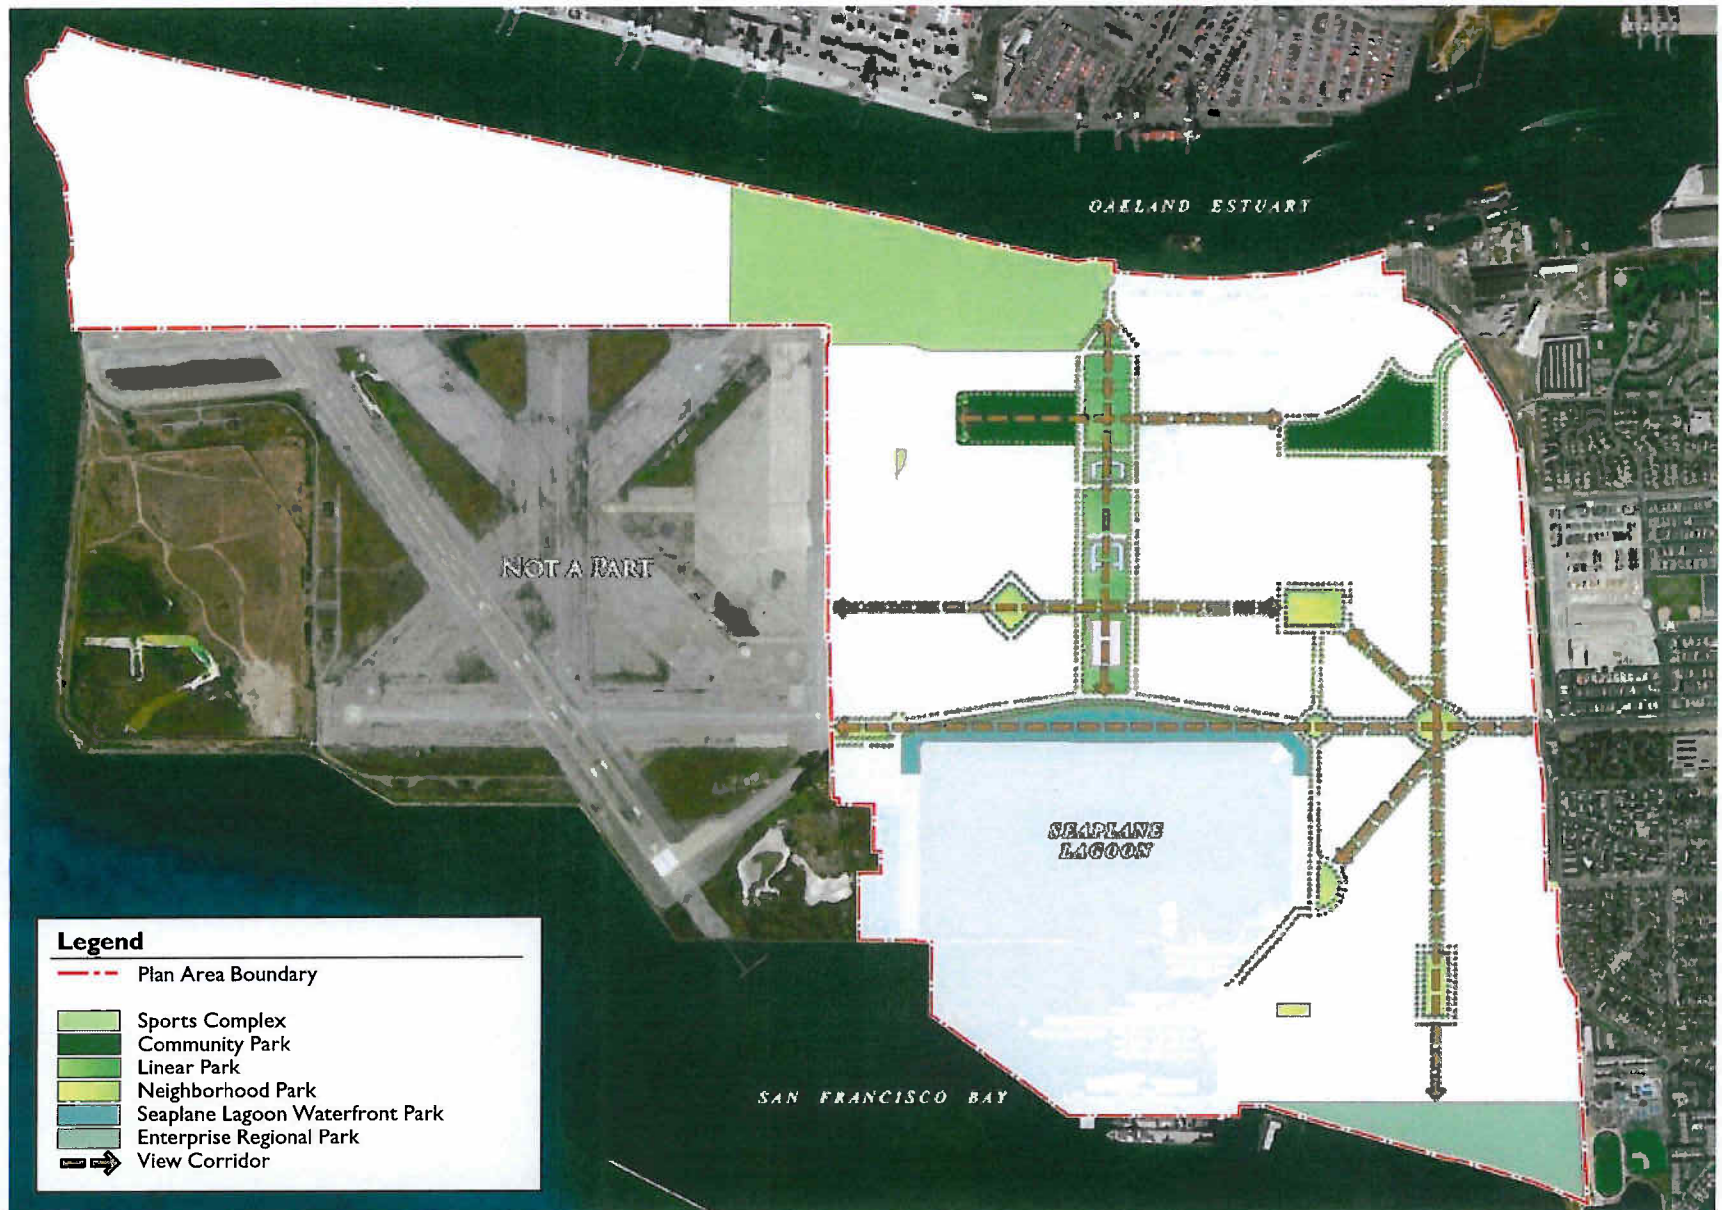 OAKLAND ESTUARY
NOT A PART
SEAPLANE
LAGOON
SAN FRANCISCO BAY
Legend
Plan Area Boundary
Sports Complex
Community Park
Linear Park
Neighborhood Park
Seaplane Lagoon Waterfront Park
Enterprise Regional Park
View Corridor